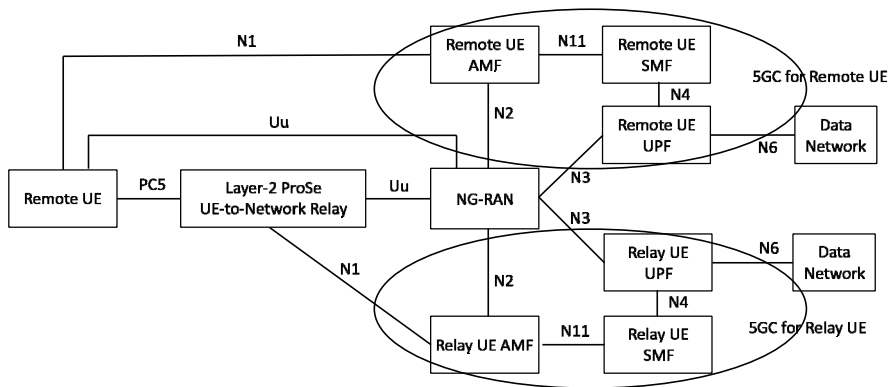 N1
Remote UE
AMF
N11
Remote UE
SMF
5GC for Remote UE
N4
N2
Uu
Remote UE
UPF
N6
Data
Network
Remote UE
PC5
Layer-2 ProSe
UE-to-Network Relay
Uu
NG-RAN
N3
N3
N1
N2
Relay UE
UPF
N6
Data
Network
N4
Relay UE AMF
N11
Relay UE
SMF
5GC for Relay UE